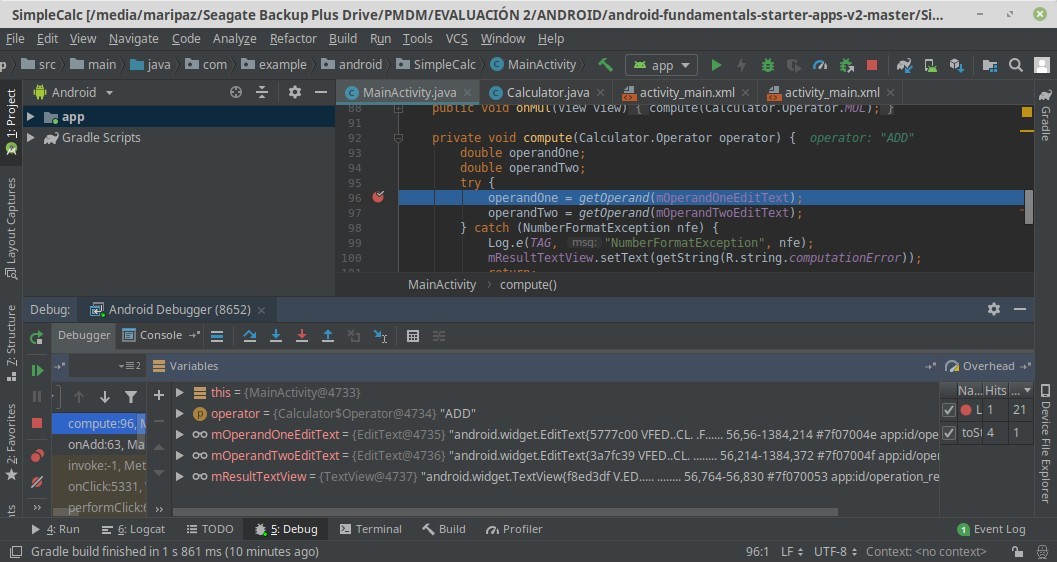 SimpleCalc [/media/maripaz/Seagate Backup Plus Drive/PMDM/EVALUACIÓN 2/ANDROID/android-fundamentals-starter-apps-v2-master/Si...
File Edit View Navigate Code Analyze Refactor Build Run Tools VCS Window Help
p src main java com example android SimpleCalc MainActivity app
1: Project
Layout Captures
7: Structure
2: Favorites
nts
Android
app
Gradle Scripts
MainActivity.java Calculator.java activity_main.xml activity_main.xml
88 public void onMul(View view) { compute(Calculator.Operator.MUL); }
91
92 private void compute(Calculator.Operator operator) { operator: "ADD"
93 double operandOne;
94 double operandTwo;
95 try {
96 operandOne = getOperand(mOperandOneEditText);
97 operandTwo = getOperand(mOperandTwoEditText);
98 } catch (NumberFormatException nfe) {
99 Log.e(TAG, msg: "NumberFormatException", nfe);
100 mResultTextView.setText(getString(R.string.computationError));
101 return;
MainActivity › compute()
Gradle
Device File Explorer
Debug: Android Debugger (8652)
Debugger Console
2 Variables Overhead
compute:96, M
onAdd:63, Ma
invoke:-1, Met
onClick:5331,
performClick:6
this = {MainActivity@4733}
p operator = {Calculator$Operator@4734} "ADD"
mOperandOneEditText = {EditText@4735} "android.widget.EditText{5777c00 VFED..CL. .F...... 56,56-1384,214 #7f07004e app:id/ope
mOperandTwoEditText = {EditText@4736} "android.widget.EditText{3a7fc39 VFED..CL. ........ 56,214-1384,372 #7f07004f app:id/ope
mResultTextView = {TextView@4737} "android.widget.TextView{f8ed3df V.ED..... ........ 56,764-56,830 #7f070053 app:id/operation_re
Na... Hits ...
L 1 21
toSt 4 1
4: Run 6: Logcat TODO 5: Debug Terminal Build Profiler 1 Event Log
Gradle build finished in 1 s 861 ms (10 minutes ago) 96:1 LF UTF-8 Context: <no context>